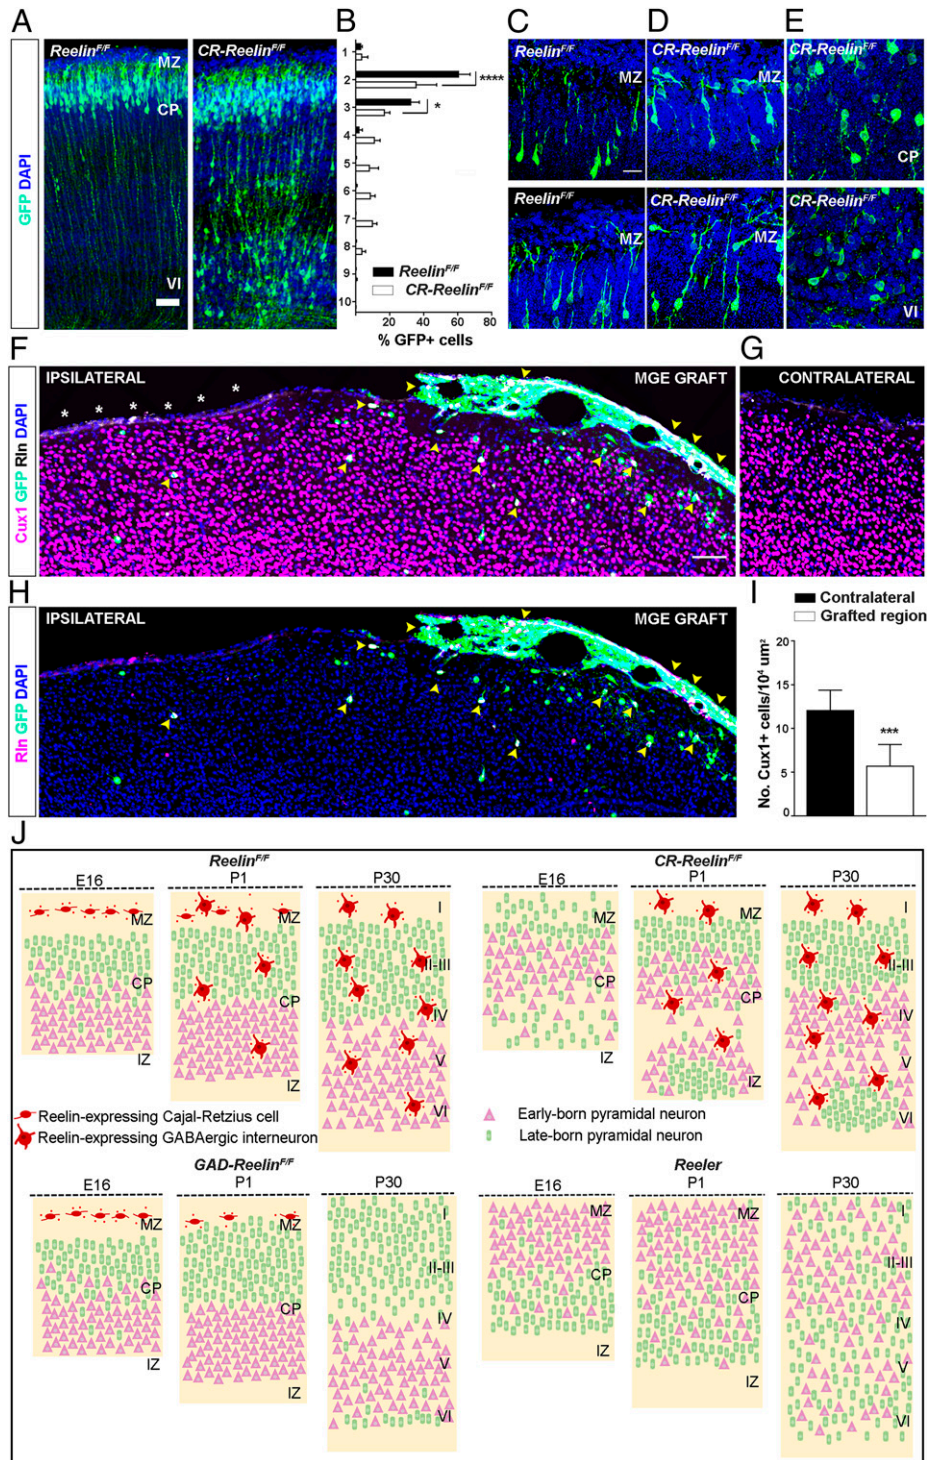 A
GFP DAPI
Reelin^F/F
MZ
CP
VI
CR-Reelin^F/F
B
1
2
3
4
5
6
7
8
9
10
****
*
Reelin^F/F
CR-Reelin^F/F
0 20 40 60 80
% GFP+ cells
C
Reelin^F/F
MZ
Reelin^F/F
MZ
D
CR-Reelin^F/F
MZ
CR-Reelin^F/F
MZ
E
CR-Reelin^F/F
CP
CR-Reelin^F/F
VI
F
Cux1 GFP Rln DAPI
IPSILATERAL
MGE GRAFT
* * * * * *
G
CONTRALATERAL
H
Rln GFP DAPI
IPSILATERAL
MGE GRAFT
I
Contralateral
Grafted region
No. Cux1+ cells/10⁴ um²
20
15
10
5
0
***
J
Reelin^F/F
E16
MZ
CP
IZ
P1
MZ
CP
IZ
P30
I
II-III
IV
V
VI
CR-Reelin^F/F
E16
MZ
CP
IZ
P1
MZ
CP
IZ
P30
I
II-III
IV
V
VI
Reelin-expressing Cajal-Retzius cell
Reelin-expressing GABAergic interneuron
Early-born pyramidal neuron
Late-born pyramidal neuron
GAD-Reelin^F/F
E16
MZ
CP
IZ
P1
MZ
CP
IZ
P30
I
II-III
IV
V
VI
Reeler
E16
MZ
CP
IZ
P1
MZ
CP
IZ
P30
I
II-III
IV
V
VI